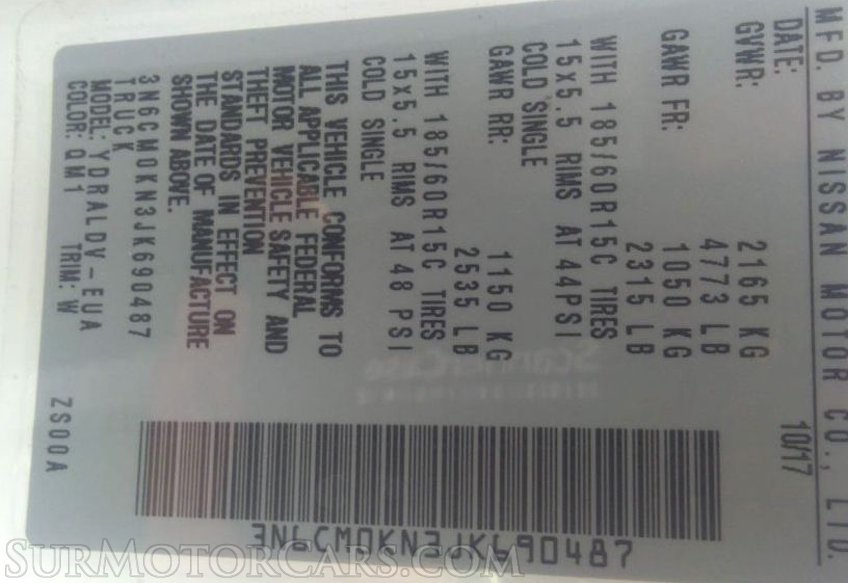 MFD. BY NISSAN MOTOR CO., LTD.
DATE: 10/17
GVWR: 2165 KG
4773 LB
GAWR FR: 1050 KG
2315 LB
WITH 185/60R15C TIRES
15x5.5 RIMS AT 44PSI
COLD SINGLE
GAWR RR: 1150 KG
2535 LB
WITH 185/60R15C TIRES
15x5.5 RIMS AT 48 PSI
COLD SINGLE
THIS VEHICLE CONFORMS TO
ALL APPLICABLE FEDERAL
MOTOR VEHICLE SAFETY AND
THEFT PREVENTION
STANDARDS IN EFFECT ON
THE DATE OF MANUFACTURE
SHOWN ABOVE.
3N6CM0KN3JK690487
TRUCK
MODEL: YDRALDV-EUA
COLOR: QM1 TRIM: W ZS00A
3N6CM0KN3JK690487
SURMOTORCARS.COM